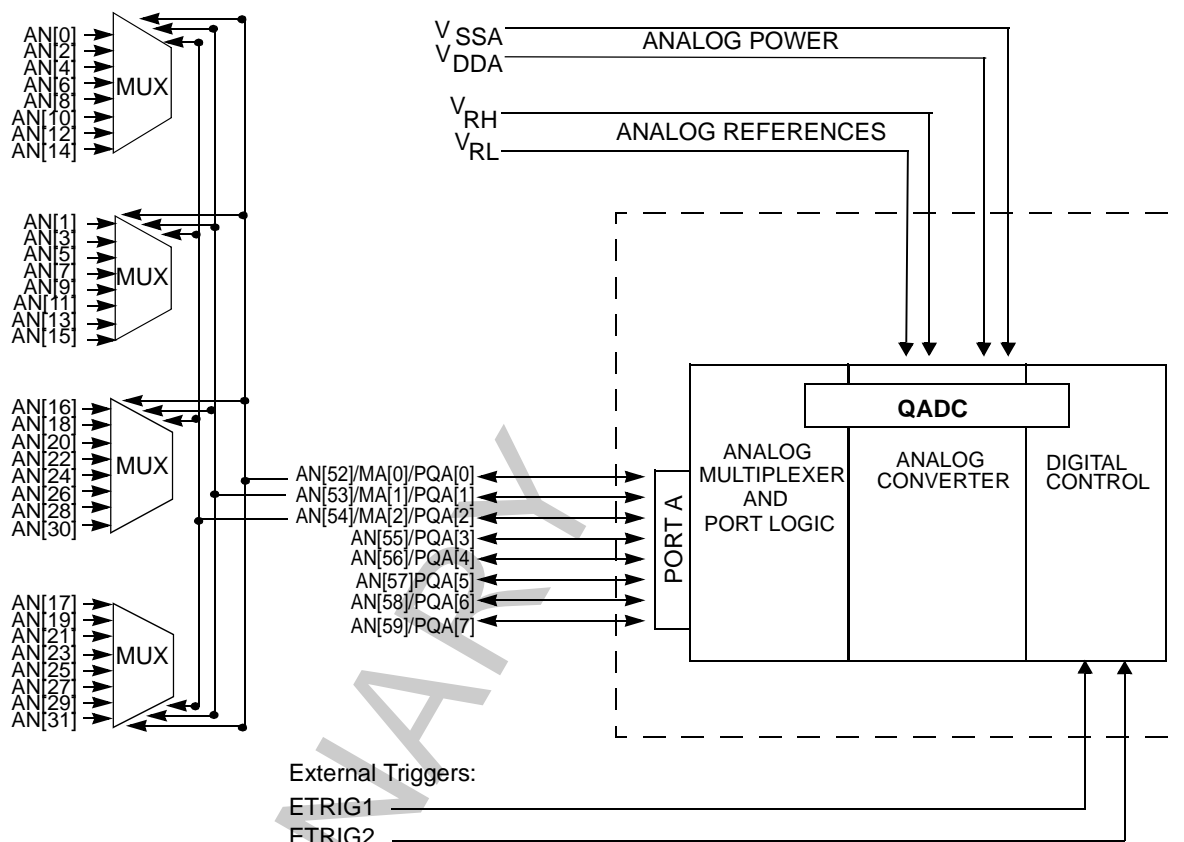 AN[0]
AN[2]
AN[4]
AN[6]
AN[8]
AN[10]
AN[12]
AN[14]
MUX
AN[1]
AN[3]
AN[5]
AN[7]
AN[9]
AN[11]
AN[13]
AN[15]
MUX
AN[16]
AN[18]
AN[20]
AN[22]
AN[24]
AN[26]
AN[28]
AN[30]
MUX
AN[17]
AN[19]
AN[21]
AN[23]
AN[25]
AN[27]
AN[29]
AN[31]
MUX
VSSA
ANALOG POWER
VDDA
VRH
ANALOG REFERENCES
VRL
AN[52]/MA[0]/PQA[0]
AN[53]/MA[1]/PQA[1]
AN[54]/MA[2]/PQA[2]
AN[55]/PQA[3]
AN[56]/PQA[4]
AN[57]PQA[5]
AN[58]/PQA[6]
AN[59]/PQA[7]
PORT A
QADC
ANALOG
MULTIPLEXER
AND
PORT LOGIC
ANALOG
CONVERTER
DIGITAL
CONTROL
External Triggers:
ETRIG1
ETRIG2
NARY